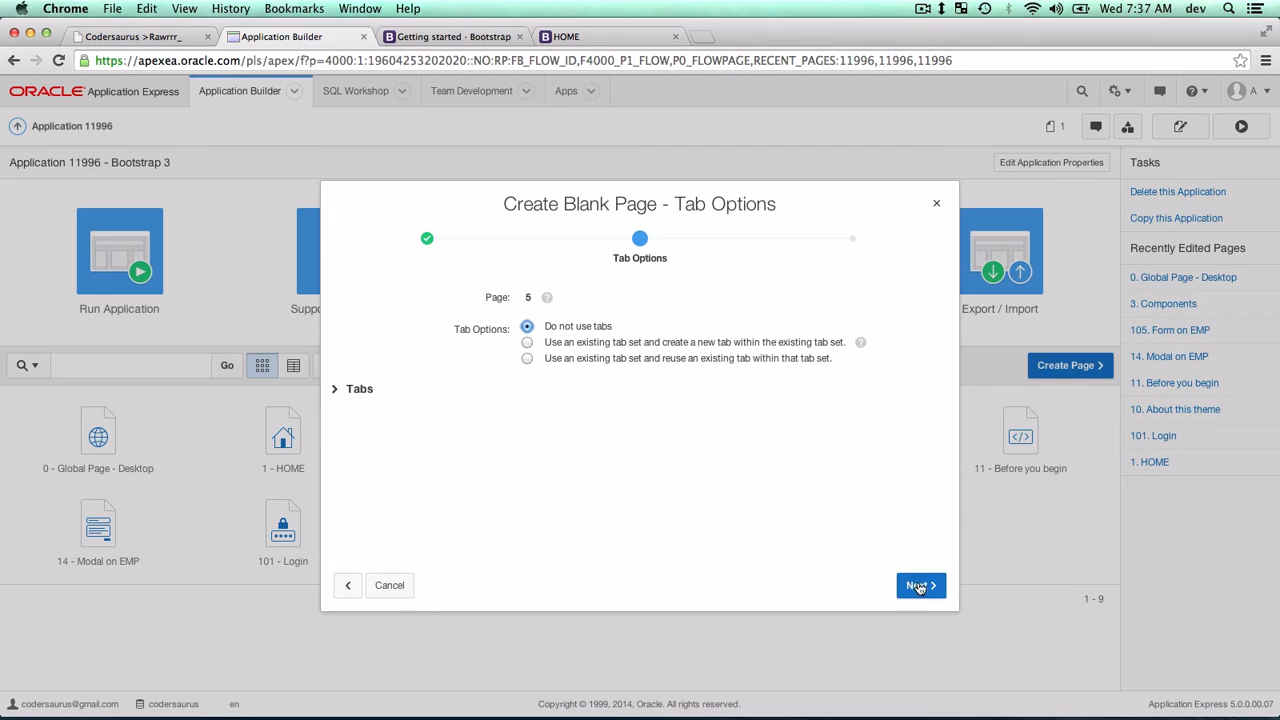 Chrome File Edit View History Bookmarks Window Help Wed 7:37 AM dev
Codersaurus >Rawrrr_ Application Builder Getting started · Bootstrap HOME
https://apexea.oracle.com/pls/apex/f?p=4000:1:19604253202020::NO:RP:FB_FLOW_ID,F4000_P1_FLOW,P0_FLOWPAGE,RECENT_PAGES:11996,11996,11996
ORACLE Application Express Application Builder SQL Workshop Team Development Apps A
Application 11996 1
Application 11996 - Bootstrap 3 Edit Application Properties Tasks
Delete this Application
Copy this Application
Recently Edited Pages
0. Global Page - Desktop
3. Components
105. Form on EMP
14. Modal on EMP
11. Before you begin
10. About this theme
101. Login
1. HOME
Create Blank Page - Tab Options
Tab Options
Page: 5
Tab Options: Do not use tabs
Use an existing tab set and create a new tab within the existing tab set.
Use an existing tab set and reuse an existing tab within that tab set.
Tabs
Cancel
Run Application Export / Import
Go Create Page
0 - Global Page - Desktop 1 - HOME 11 - Before you begin
14 - Modal on EMP 101 - Login
1 - 9
codersaurus@gmail.com codersaurus en Copyright © 1999, 2014, Oracle. All rights reserved. Application Express 5.0.0.00.07